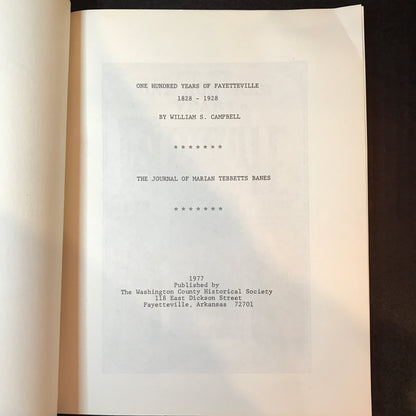 ONE HUNDRED YEARS OF FAYETTEVILLE
1828 - 1928
BY WILLIAM S. CAMPBELL
* * * * * * *
THE JOURNAL OF MARIAN TEBBETTS BANES
* * * * * * *
1977
Published by
The Washington County Historical Society
118 East Dickson Street
Fayetteville, Arkansas 72701